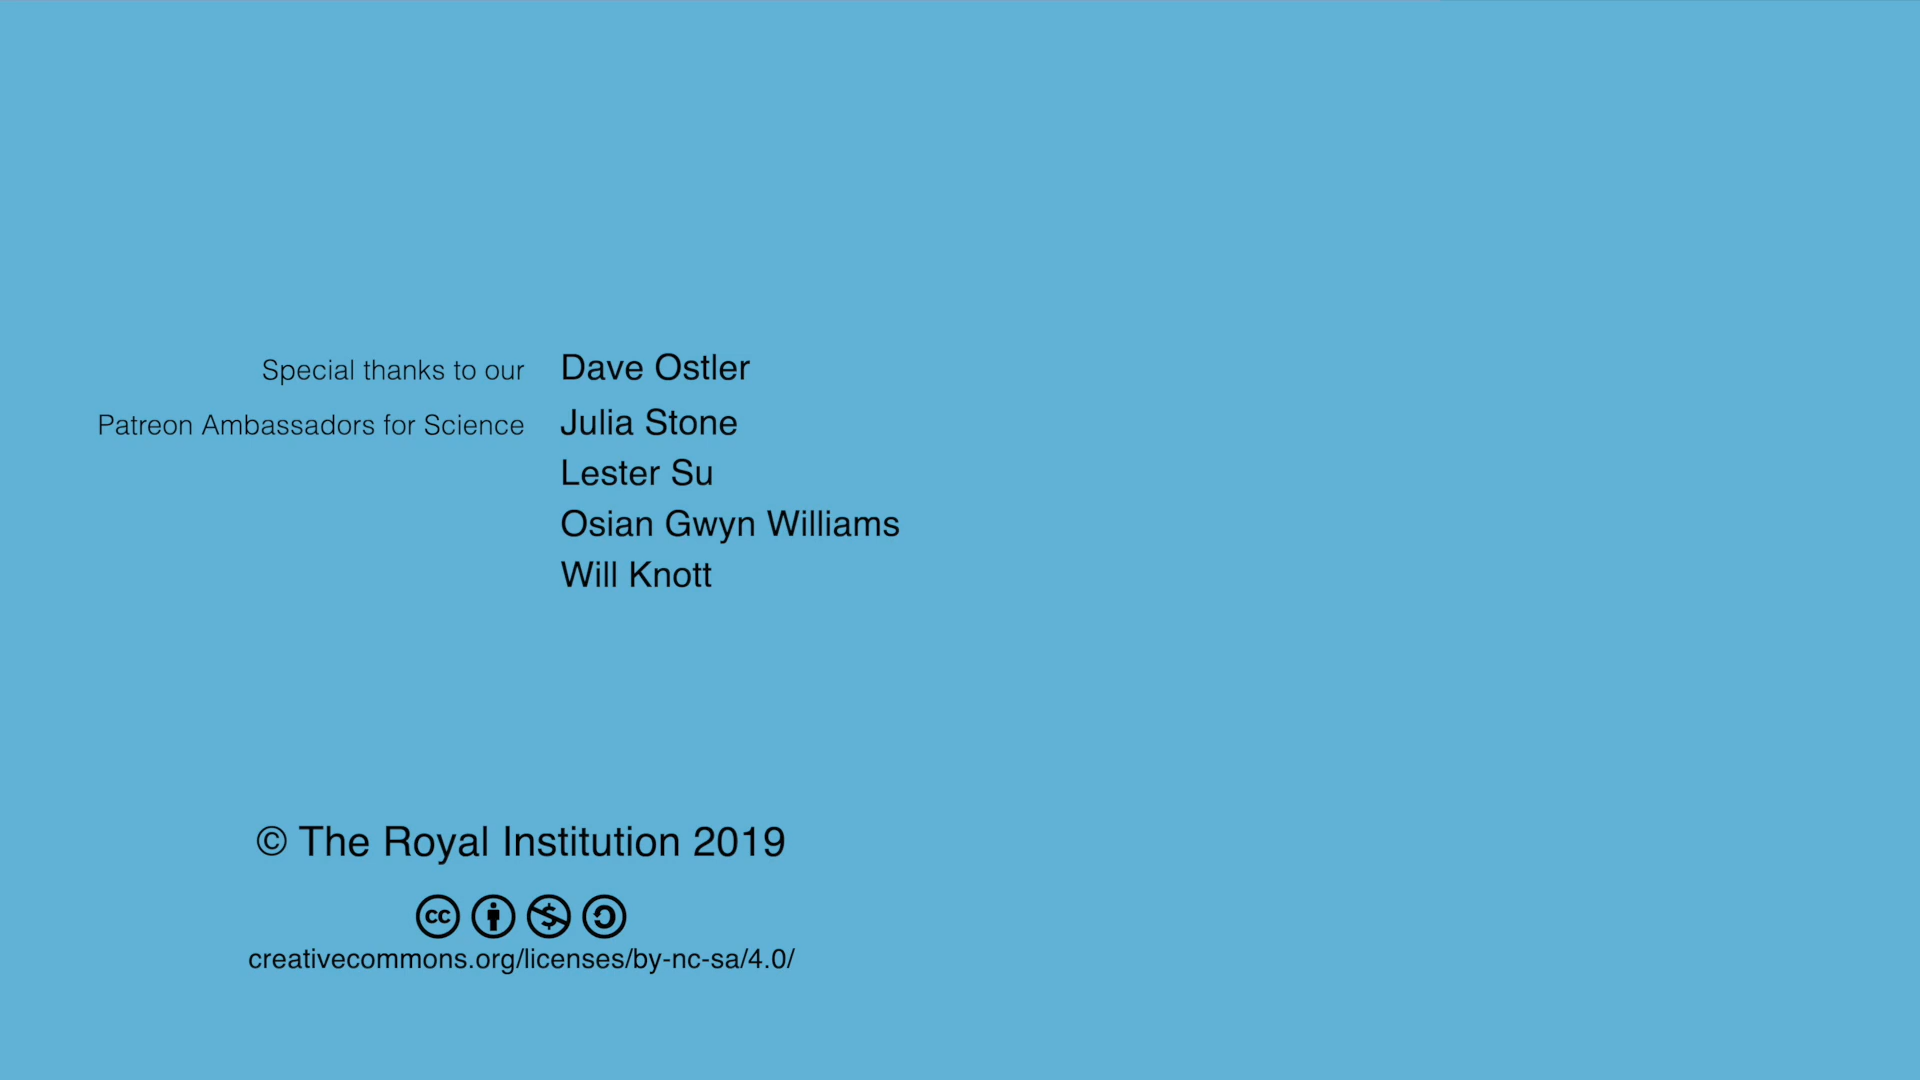 Special thanks to our Dave Ostler
Patreon Ambassadors for Science Julia Stone
Lester Su
Osian Gwyn Williams
Will Knott
© The Royal Institution 2019
cc
creativecommons.org/licenses/by-nc-sa/4.0/